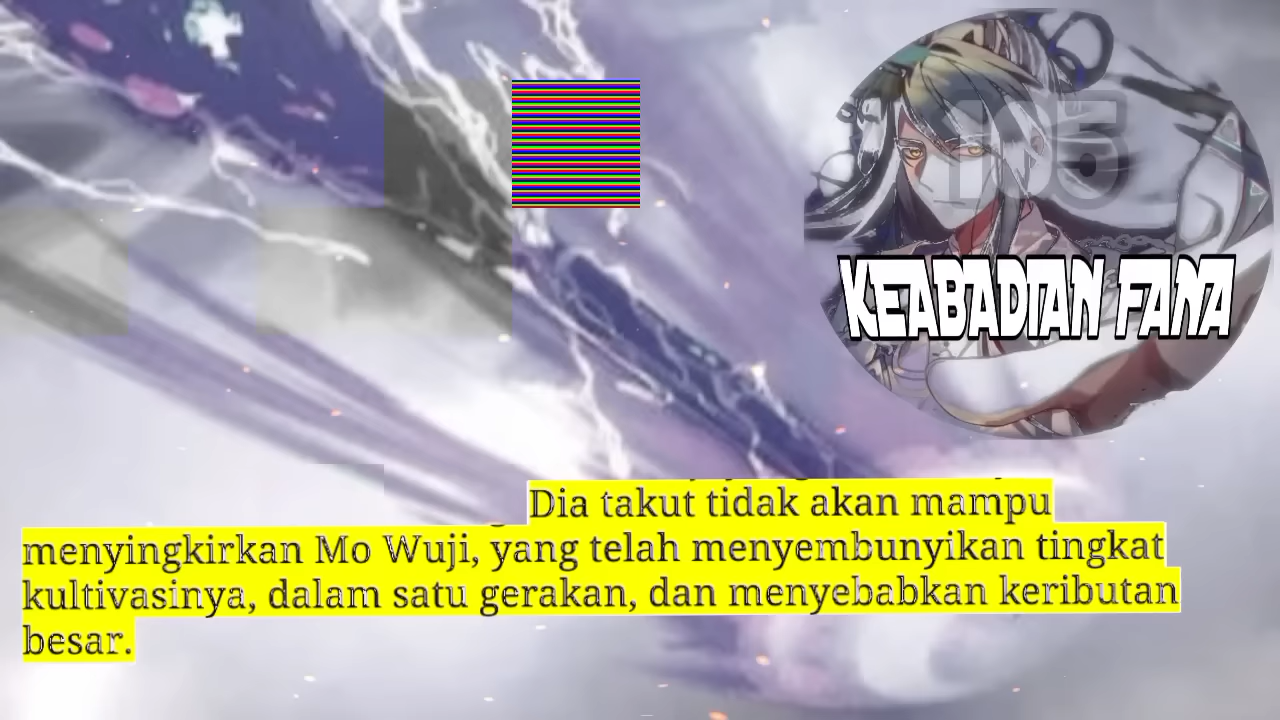 105
KEABADIAN FANA
Dia takut tidak akan mampu
menyingkirkan Mo Wuji, yang telah menyembunyikan tingkat
kultivasinya, dalam satu gerakan, dan menyebabkan keributan
besar.